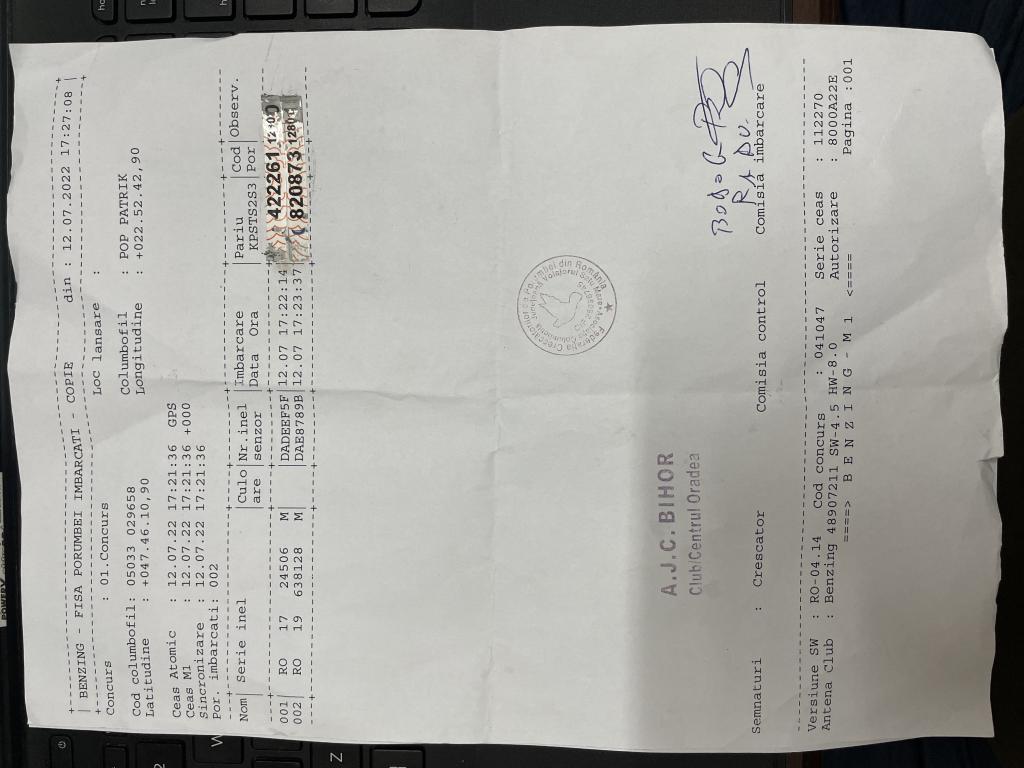 BENZING - FISA PORUMBEI IMBARCATI - COPIE din : 12.07.2022 17:27:08
Concurs : 01.Concurs Loc lansare :
Cod columbofil: 05033 029658 Columbofil : POP PATRIK
Latitudine : +047.46.10,90 Longitudine : +022.52.42,90
Ceas Atomic : 12.07.22 17:21:36 GPS
Ceas M1 : 12.07.22 17:21:36 +000
Sincronizare : 12.07.22 17:21:36
Por. imbarcati: 002
Nom| Serie inel |Culo|Nr.inel |Imbarcare |Pariu |Cod|Observ.
|are |senzor |Data Ora |KPSTS2S3|Por|
001| RO 17 24506 M |DADEEF5F|12.07 17:22:14 422261
002| RO 19 638128 M |DAE8789B|12.07 17:23:37 820873
Federația Crescătorilor de Porumbei din România
A.J.C. BIHOR
Club/Centrul Oradea
Semnaturi : Crescator Comisia control Comisia imbarcare
Versiune SW : RO-04.14 Cod concurs : 041047 Serie ceas : 112270
Antena Club : Benzing 48907211 SW-4.5 HW-8.0 Autorizare : 8000A22E
====> B E N Z I N G - M 1 <==== Pagina :001